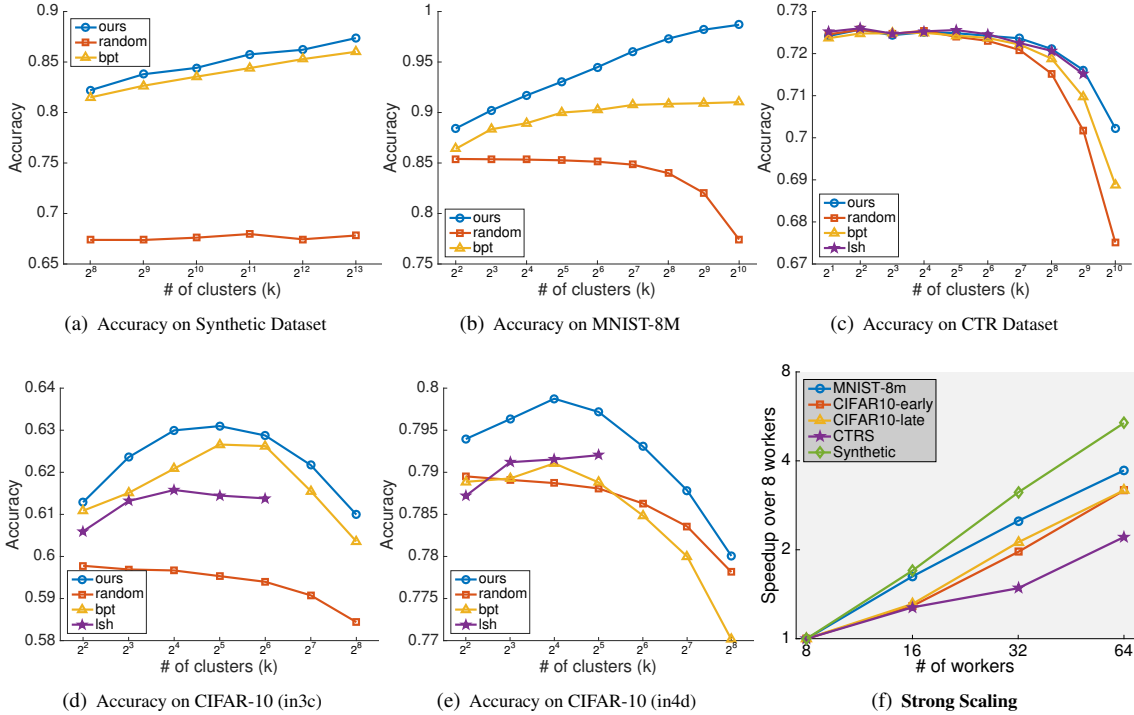 0.9
0.85
0.8
0.75
0.7
0.65
Accuracy
ours
random
bpt
2^8 2^9 2^10 2^11 2^12 2^13
# of clusters (k)
(a) Accuracy on Synthetic Dataset
1
0.95
0.9
0.85
0.8
0.75
Accuracy
ours
random
bpt
2^2 2^3 2^4 2^5 2^6 2^7 2^8 2^9 2^10
# of clusters (k)
(b) Accuracy on MNIST-8M
0.73
0.72
0.71
0.7
0.69
0.68
0.67
Accuracy
ours
random
bpt
lsh
2^1 2^2 2^3 2^4 2^5 2^6 2^7 2^8 2^9 2^10
# of clusters (k)
(c) Accuracy on CTR Dataset
0.64
0.63
0.62
0.61
0.6
0.59
0.58
Accuracy
ours
random
bpt
lsh
2^2 2^3 2^4 2^5 2^6 2^7 2^8
# of clusters (k)
(d) Accuracy on CIFAR-10 (in3c)
0.8
0.795
0.79
0.785
0.78
0.775
0.77
Accuracy
ours
random
bpt
lsh
2^2 2^3 2^4 2^5 2^6 2^7 2^8
# of clusters (k)
(e) Accuracy on CIFAR-10 (in4d)
8
4
2
1
Speedup over 8 workers
MNIST-8m
CIFAR10-early
CIFAR10-late
CTRS
Synthetic
8 16 32 64
# of workers
(f) Strong Scaling